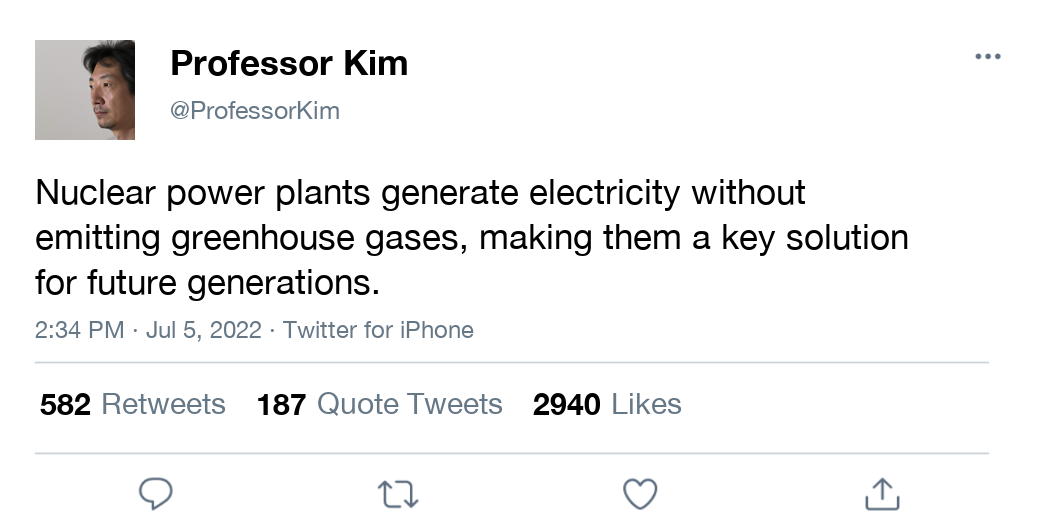 Professor Kim
@ProfessorKim
Nuclear power plants generate electricity without
emitting greenhouse gases, making them a key solution
for future generations.
2:34 PM · Jul 5, 2022 · Twitter for iPhone
582 Retweets 187 Quote Tweets 2940 Likes